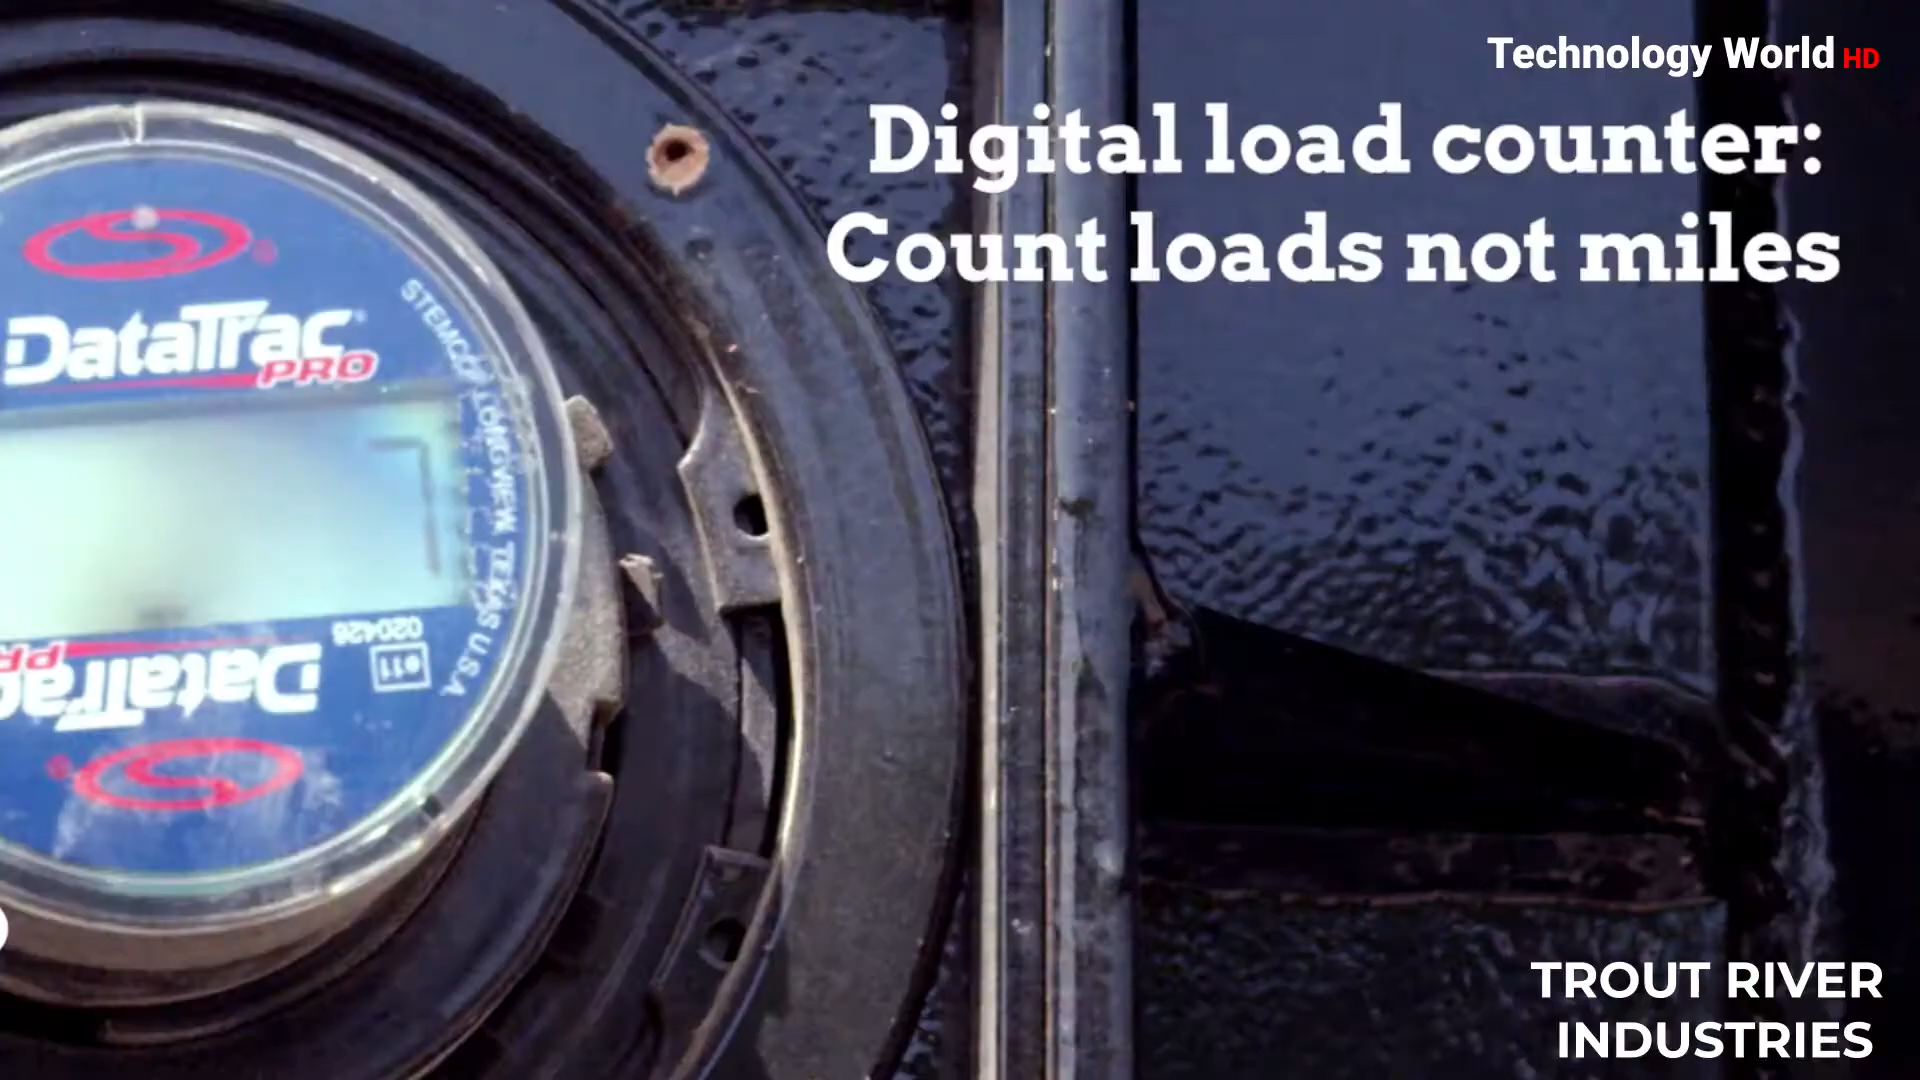 Technology World HD
Digital load counter:
Count loads not miles
DataTrac
PRO
STEMCO LONGVIEW, TEXAS U.S.A
020426
e11
DataTrac
TROUT RIVER
INDUSTRIES